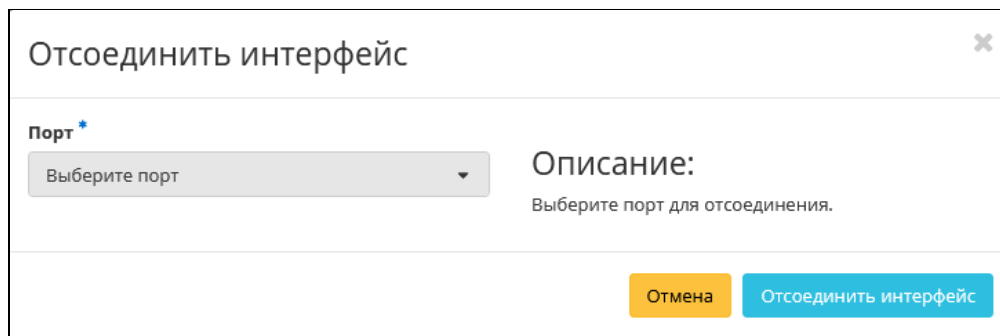 Отсоединить интерфейс
Порт *
Выберите порт
Описание:
Выберите порт для отсоединения.
Отмена
Отсоединить интерфейс